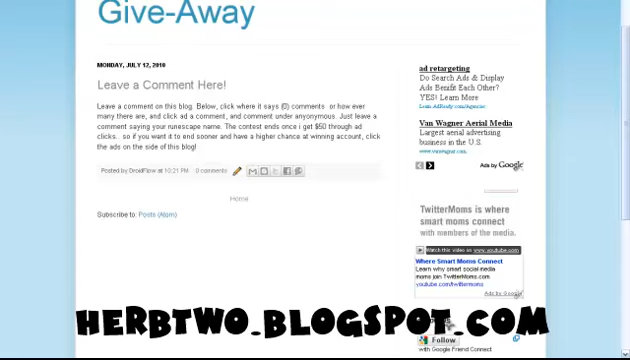 Give-Away
MONDAY, JULY 12, 2010
Leave a Comment Here!
Leave a comment on this blog. Below, click where it says (0) comments or how ever
many there are, and click ad a comment, and comment under anonymous. Just leave a
comment saying your runescape name. The contest ends once i get $50 through ad
clicks.. so if you want it to end sooner and have a higher chance at winning account, click
the ads on the side of this blog!
Posted by DroidFlow at 10:21 PM 0 comments
Home
Subscribe to: Posts (Atom)
ad retargeting
Do Search Ads & Display
Ads Benefit Each Other?
YES! Learn More
Van Wagner Aerial Media
Largest aerial advertising
business in the U.S.
Ads by Google
TwitterMoms is where
smart moms connect
with members of the media.
Watch this video on www.youtube.com
Where Smart Moms Connect
Learn why smart social media
moms join TwitterMoms
youtube.com/twittermoms
Ads by Google
HERBTWO.BLOGSPOT.COM
Follow
with Google Friend Connect